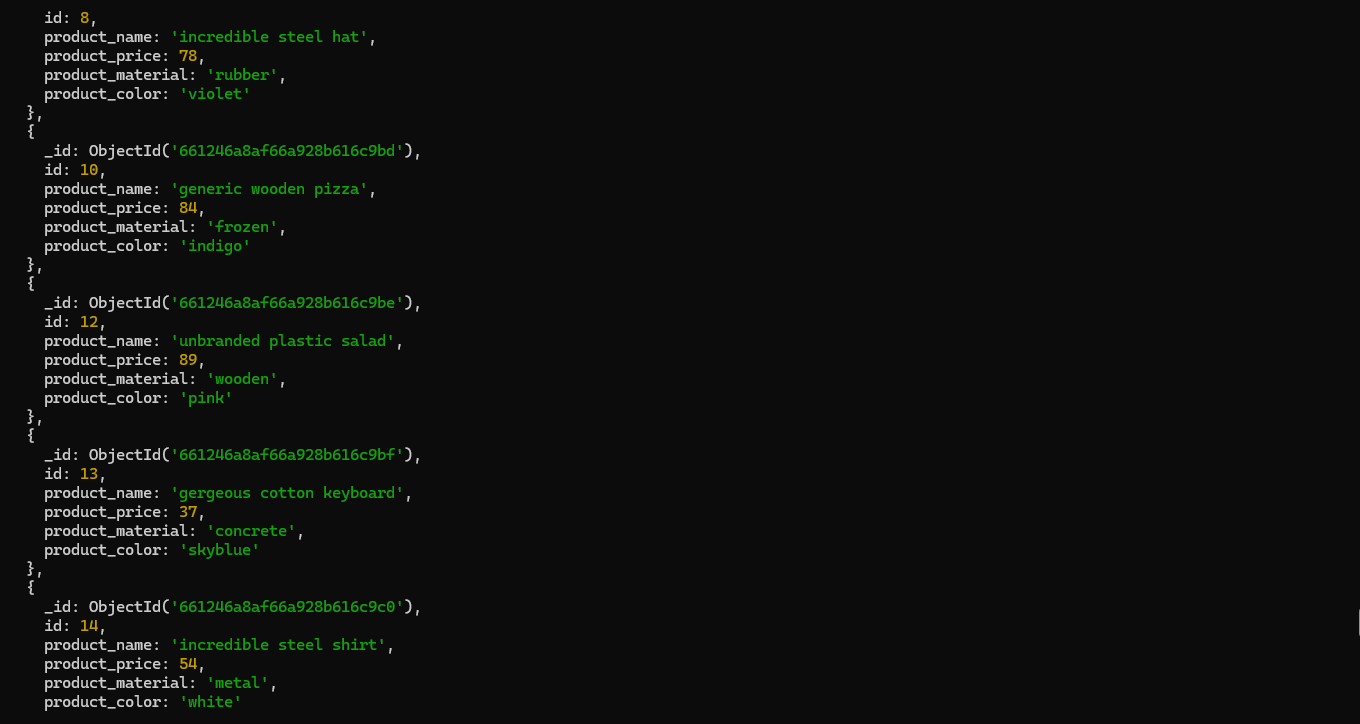 id: 8,
product_name: 'incredible steel hat',
product_price: 78,
product_material: 'rubber',
product_color: 'violet'
},
{
_id: ObjectId('661246a8af66a928b616c9bd'),
id: 10,
product_name: 'generic wooden pizza',
product_price: 84,
product_material: 'frozen',
product_color: 'indigo'
},
{
_id: ObjectId('661246a8af66a928b616c9be'),
id: 12,
product_name: 'unbranded plastic salad',
product_price: 89,
product_material: 'wooden',
product_color: 'pink'
},
{
_id: ObjectId('661246a8af66a928b616c9bf'),
id: 13,
product_name: 'gergeous cotton keyboard',
product_price: 37,
product_material: 'concrete',
product_color: 'skyblue'
},
{
_id: ObjectId('661246a8af66a928b616c9c0'),
id: 14,
product_name: 'incredible steel shirt',
product_price: 54,
product_material: 'metal',
product_color: 'white'